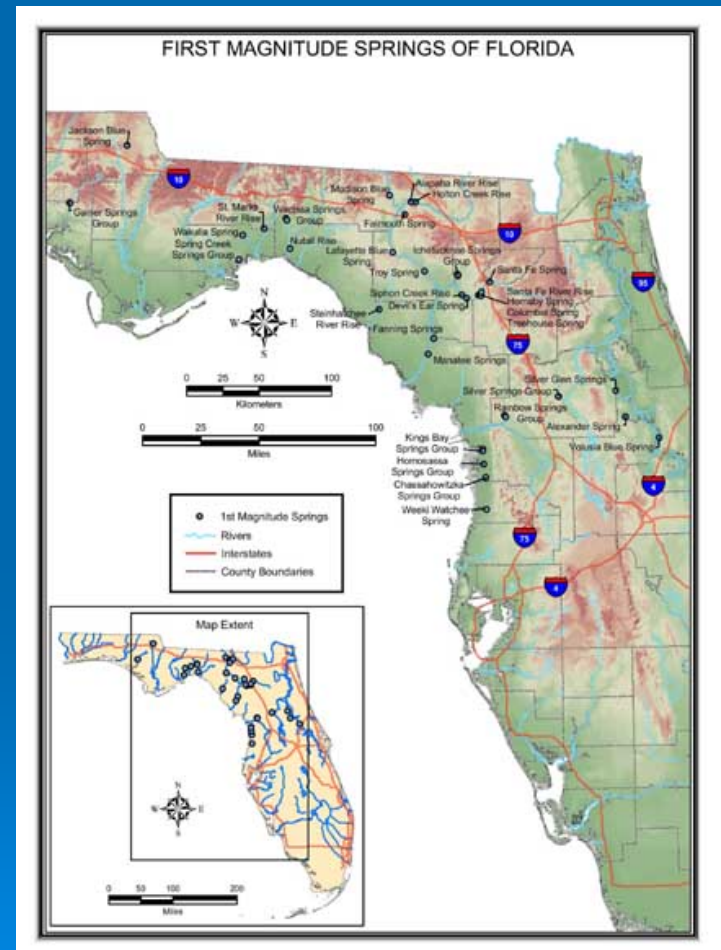 FIRST MAGNITUDE SPRINGS OF FLORIDA
Jackson Blue
Spring
10
Gainer Springs
Group
St. Marks
River Rise
Wakulla Spring
Spring Creek
Springs Group
Wacissa Springs
Group
Nutall Rise
Madison Blue
Spring
Alapaha River Rise
Holton Creek Rise
Falmouth Spring
10
Lafayette Blue
Spring
Ichetucknee Springs
Group
Troy Spring
Santa Fe Spring
95
Siphon Creek Rise
Devil's Ear Spring
Santa Fe River Rise
Hornsby Spring
Columbia Spring
Treehouse Spring
Steinhatchee
River Rise
Fanning Springs
75
Manatee Springs
N
W
E
S
0
25
50
100
Kilometers
0
25
50
100
Miles
Silver Glen Springs
Silver Springs Group
Rainbow Springs
Group
Alexander Spring
Volusia Blue Spring
Kings Bay
Springs Group
Homosassa
Springs Group
Chassahowitzka
Springs Group
Weeki Watchee
Spring
4
75
4
1st Magnitude Springs
Rivers
Interstates
County Boundaries
Map Extent
N
W
E
S
0
50
100
200
Miles